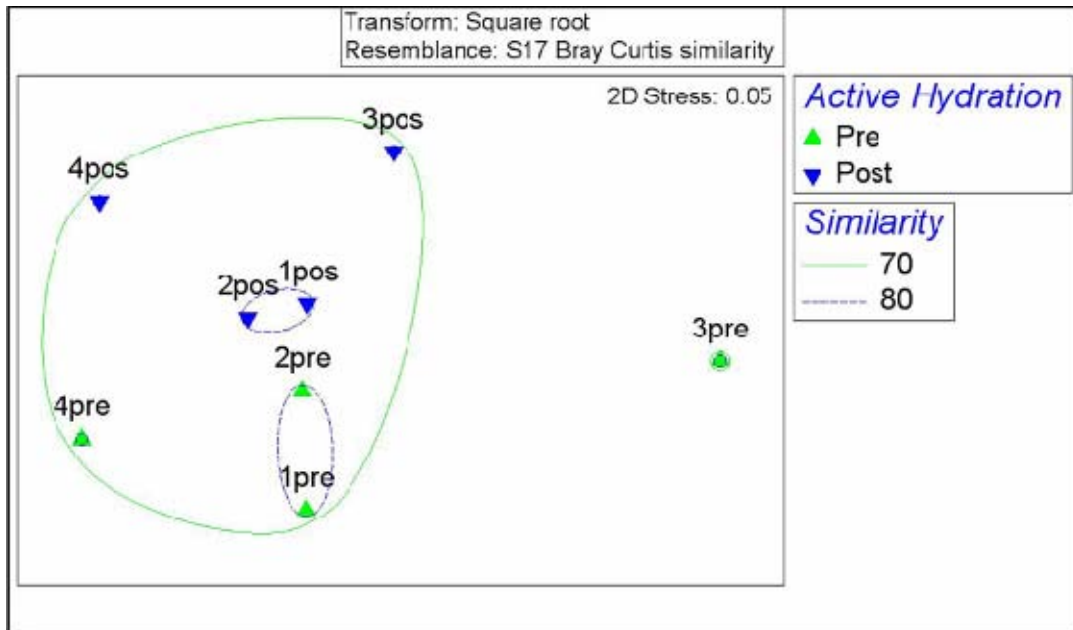 Transform: Square root
Resemblance: S17 Bray Curtis similarity
2D Stress: 0.05
3pos
4pos
2pos
1pos
2pre
3pre
4pre
1pre
Active Hydration
Pre
Post
Similarity
70
80